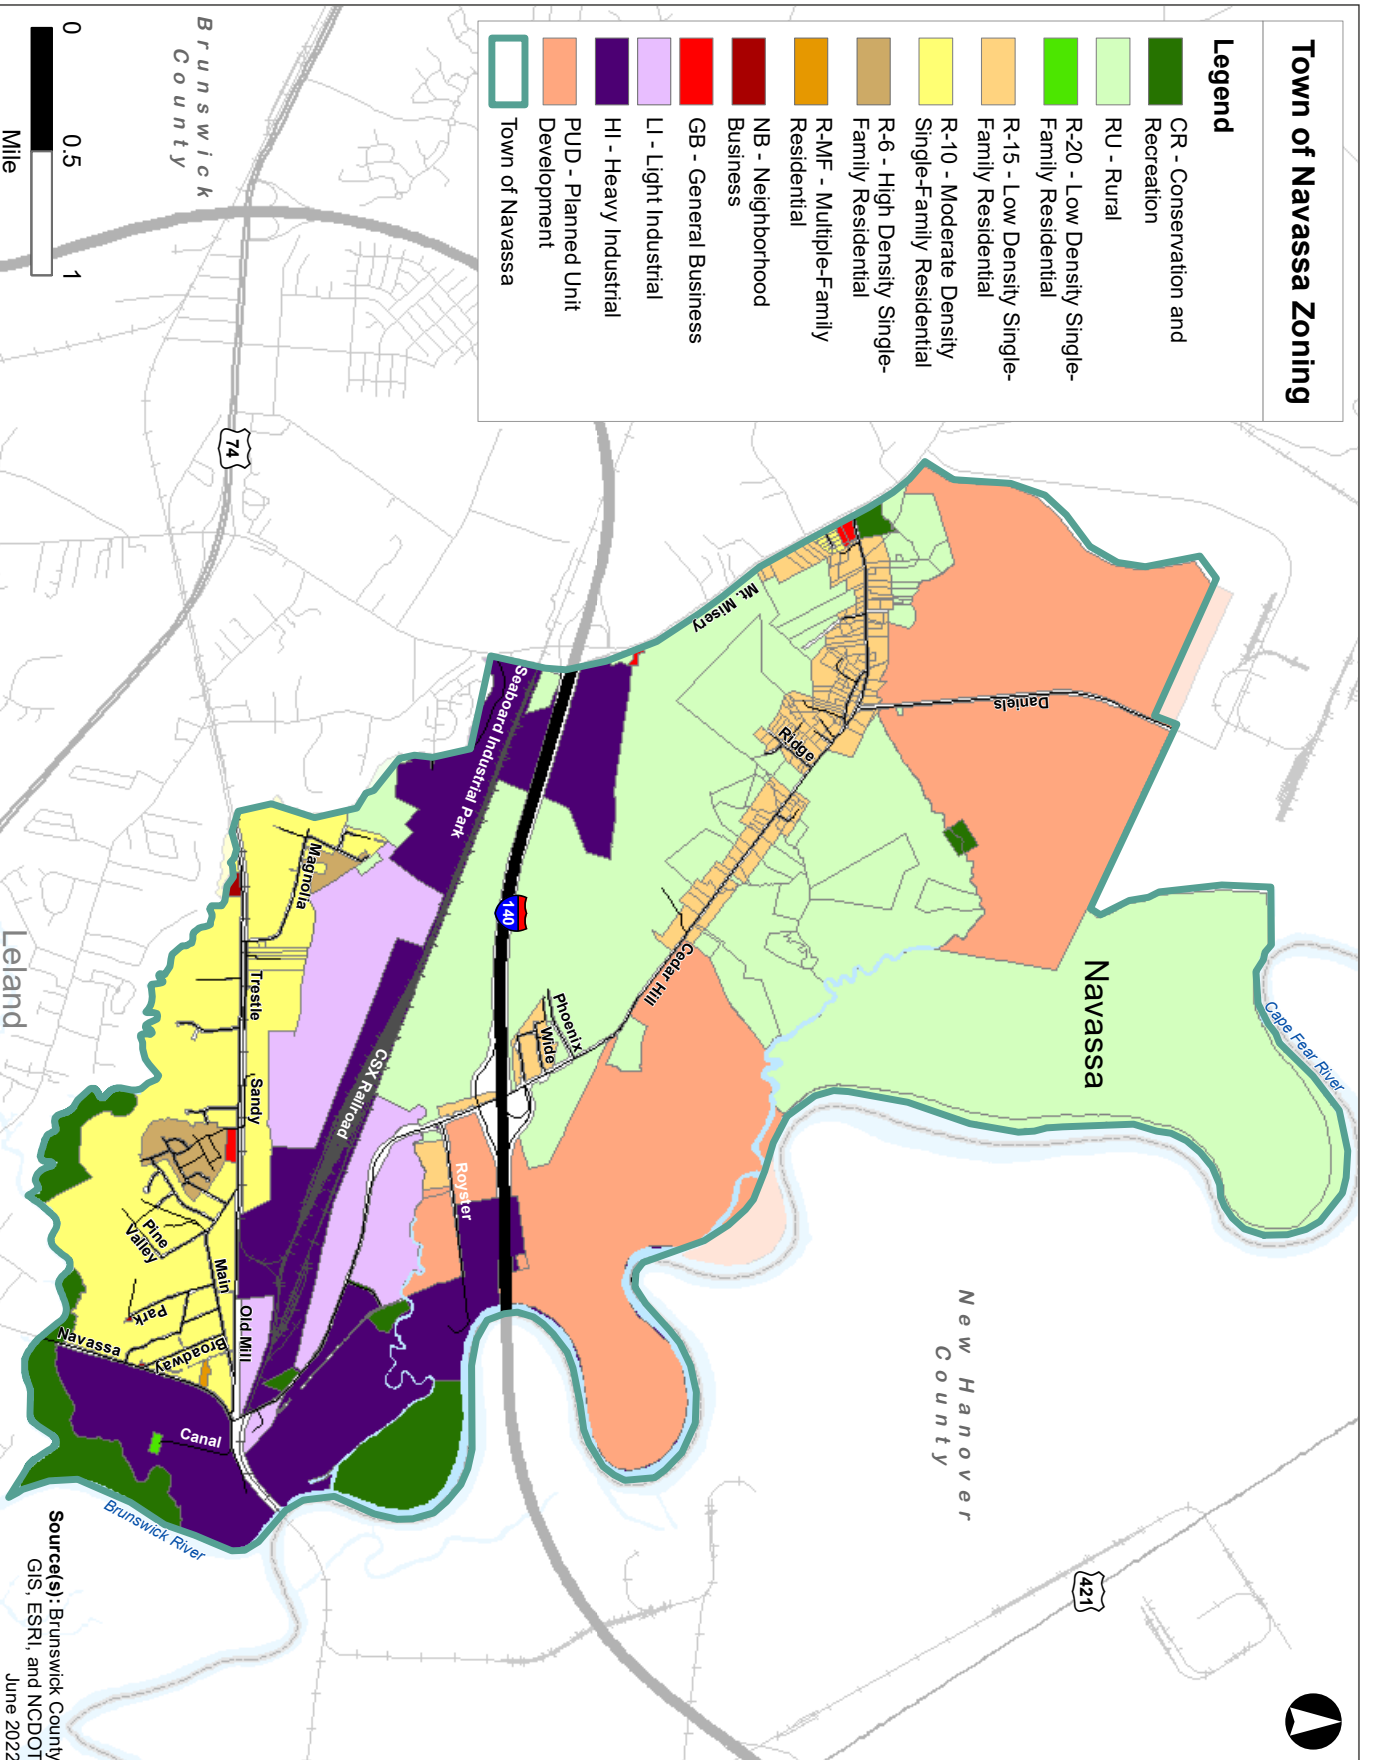 Town of Navassa Zoning
Legend
CR - Conservation and
Recreation
RU - Rural
R-20 - Low Density Single-
Family Residential
R-15 - Low Density Single-
Family Residential
R-10 - Moderate Density
Single-Family Residential
R-6 - High Density Single-
Family Residential
R-MF - Multiple-Family
Residential
NB - Neighborhood
Business
GB - General Business
LI - Light Industrial
HI - Heavy Industrial
PUD - Planned Unit
Development
Town of Navassa
Brunswick
County
0 0.5 1
Mile
74
Mt. Misery
Daniels
Ridge
Cedar Hill
Navassa
Cape Fear River
Seaboard Industrial Park
140
Phoenix
Wide
Magnolia
Trestle
Sandy
CSX Railroad
Royster
Leland
Pine
Valley
Main
Park
Old Mill
Broadway
Navassa
Canal
Brunswick River
New Hanover
County
421
Source(s): Brunswick County
GIS, ESRI, and NCDOT
June 2022